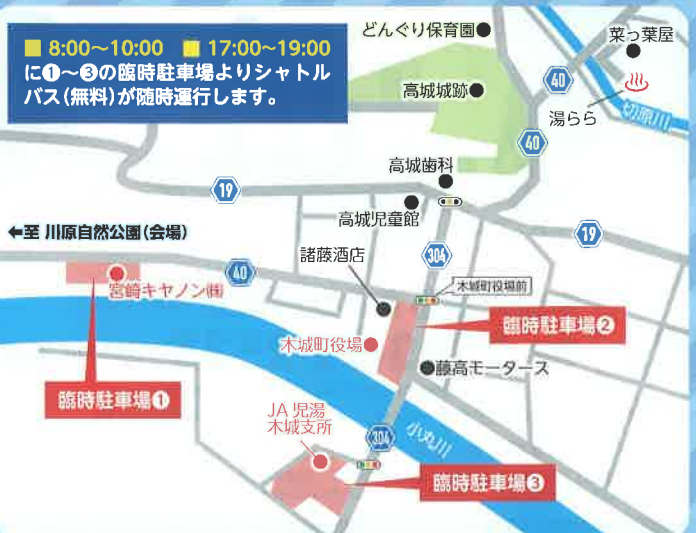 ■ 8:00〜10:00 ■ 17:00〜19:00
に❶〜❸の臨時駐車場よりシャトル
バス（無料）が随時運行します。
どんぐり保育園
菜っ葉屋
高城城跡
40
湯らら
切原川
40
高城歯科
19
高城児童館
←至 川原自然公園（会場）
19
304
諸藤酒店
40
木城町役場前
宮崎キヤノン㈱
臨時駐車場❷
木城町役場
藤高モータース
臨時駐車場❶
JA 児湯
木城支所
304
小丸川
臨時駐車場❸